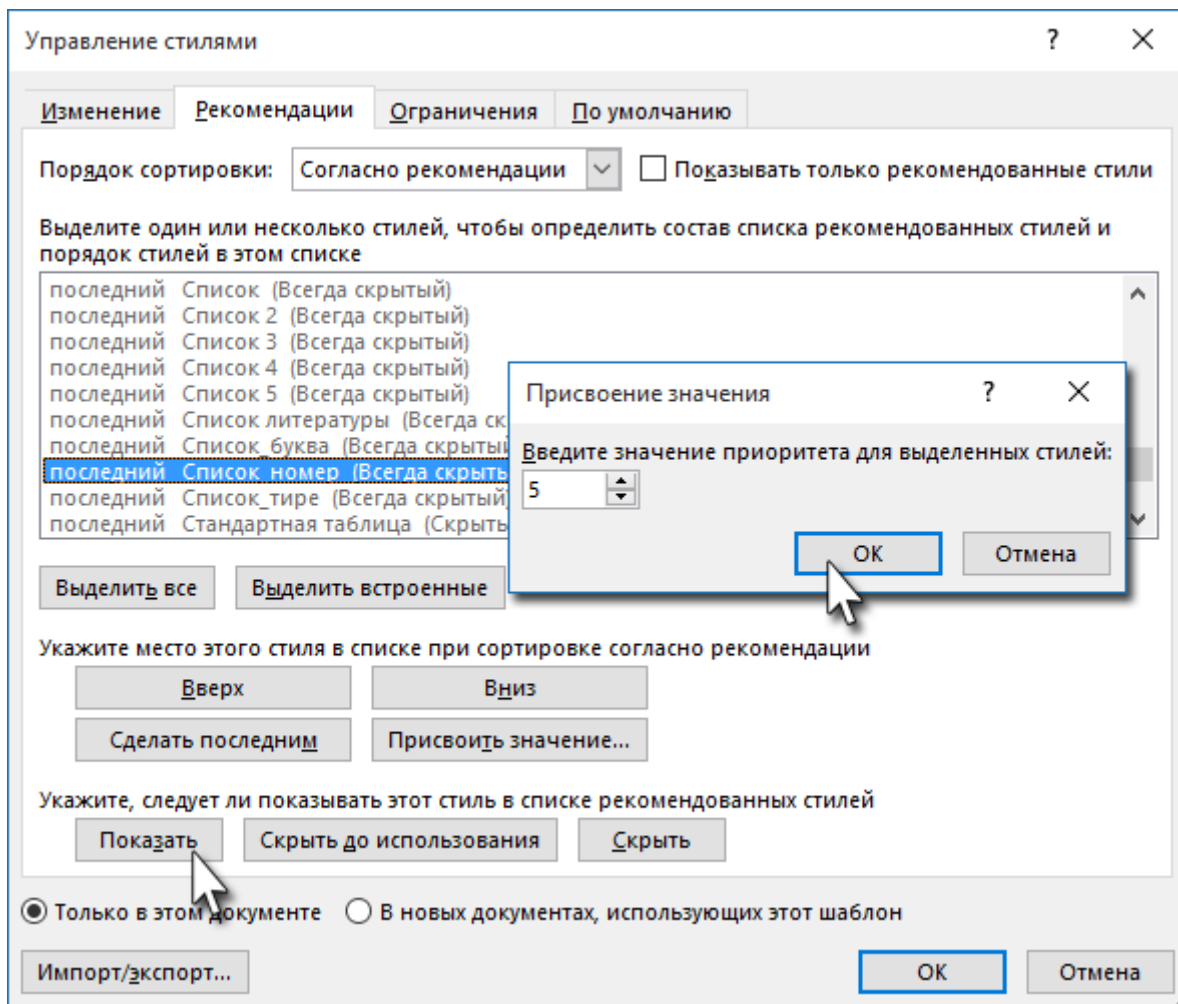 Управление стилями
Изменение Рекомендации Ограничения По умолчанию
Порядок сортировки: Согласно рекомендации Показывать только рекомендованные стили
Выделите один или несколько стилей, чтобы определить состав списка рекомендованных стилей и
порядок стилей в этом списке
последний Список (Всегда скрытый)
последний Список 2 (Всегда скрытый)
последний Список 3 (Всегда скрытый)
последний Список 4 (Всегда скрытый)
последний Список 5 (Всегда скрытый)
последний Список литературы (Всегда ск
последний Список_буква (Всегда скрытый
последний Список_номер (Всегда скрыть
последний Список_тире (Всегда скрытый)
последний Стандартная таблица (Скрыть
Присвоение значения
Введите значение приоритета для выделенных стилей:
5
ОК Отмена
Выделить все Выделить встроенные
Укажите место этого стиля в списке при сортировке согласно рекомендации
Вверх Вниз
Сделать последним Присвоить значение...
Укажите, следует ли показывать этот стиль в списке рекомендованных стилей
Показать Скрыть до использования Скрыть
Только в этом документе В новых документах, использующих этот шаблон
Импорт/экспорт... ОК Отмена